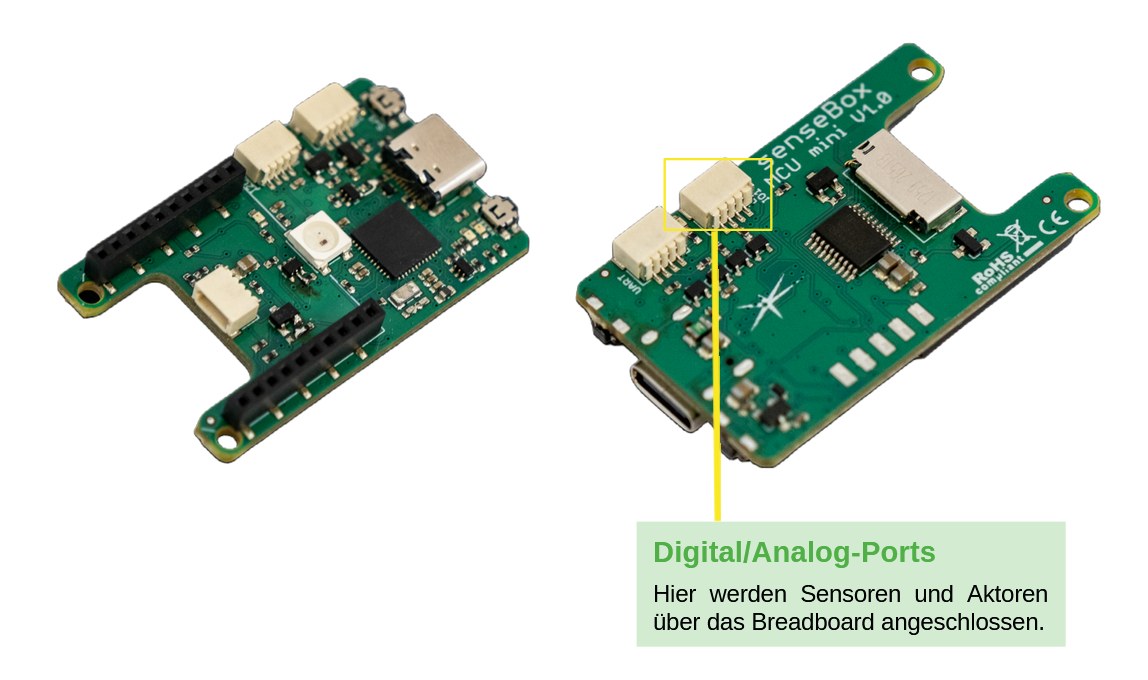 senseBox
MCU mini V1.0
UART
RoHS
compliant
CE
Digital/Analog-Ports
Hier werden Sensoren und Aktoren
über das Breadboard angeschlossen.